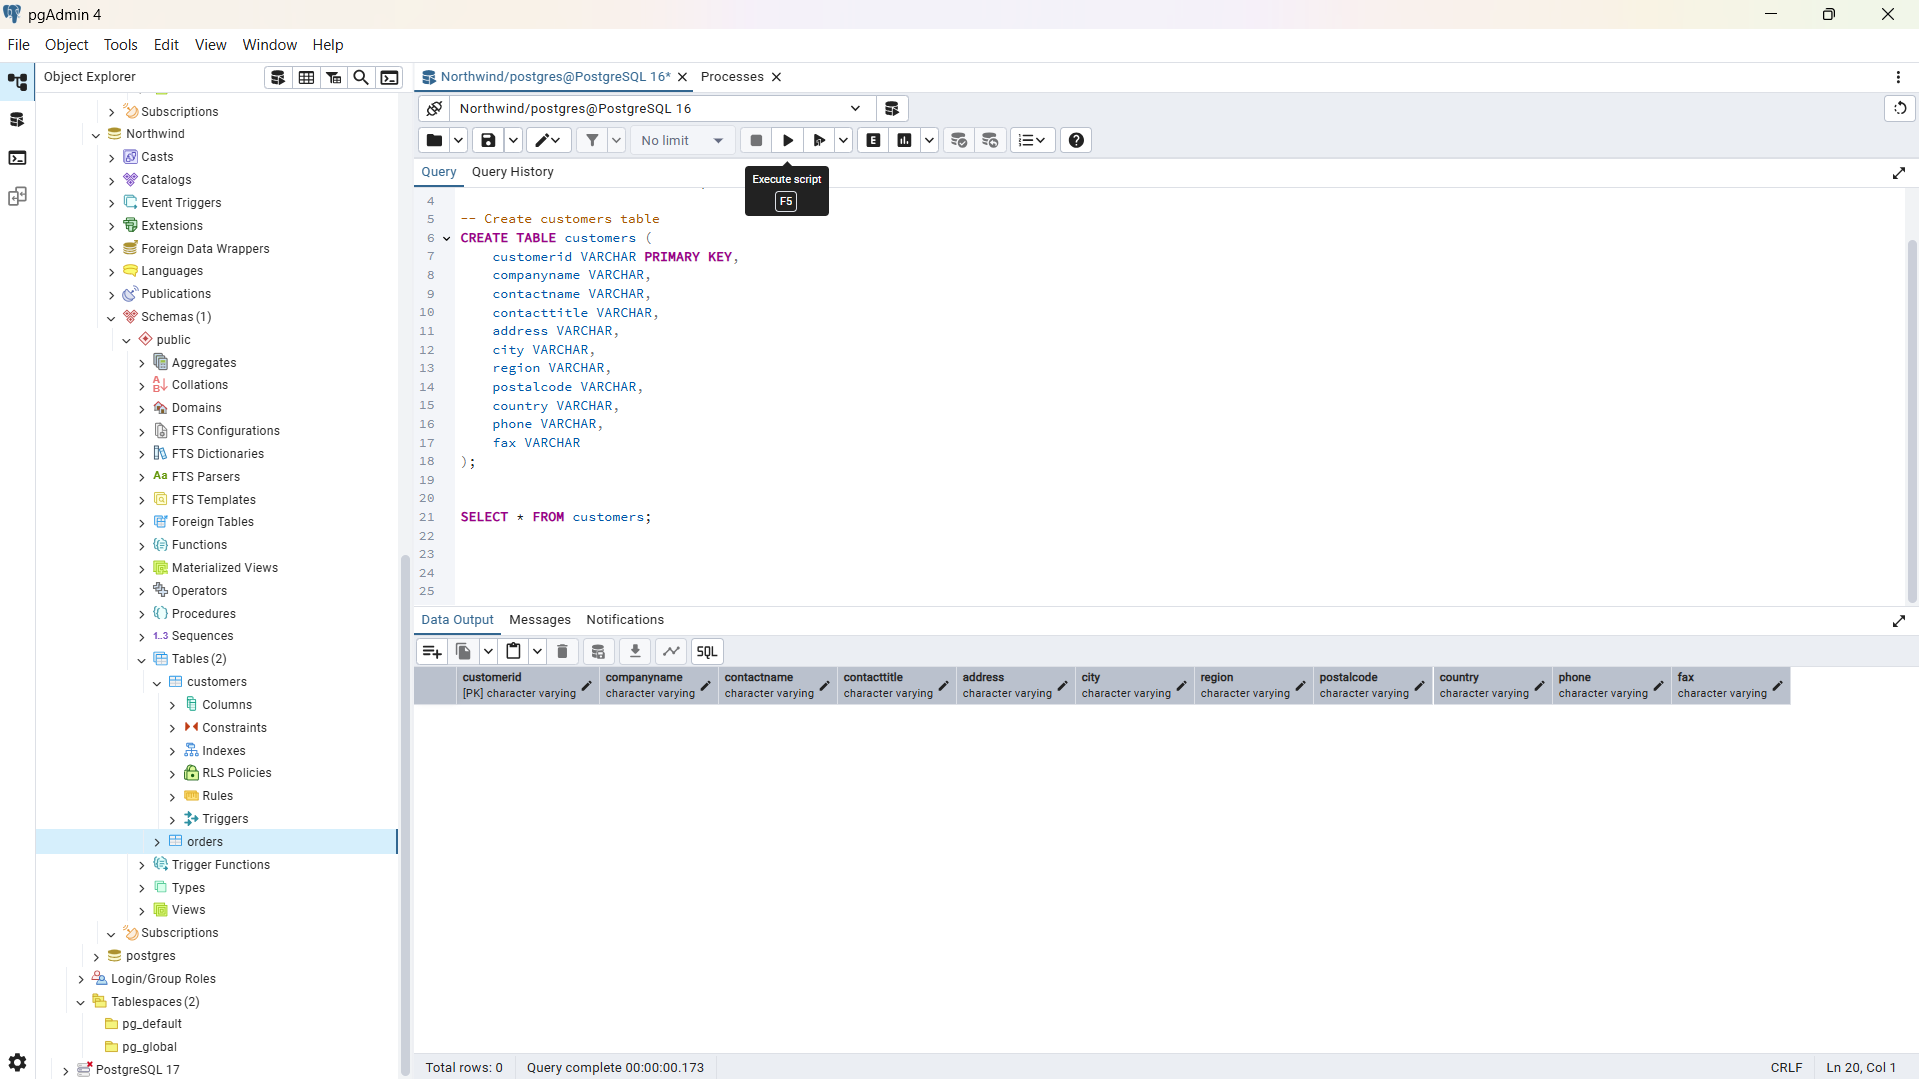 pgAdmin 4
File Object Tools Edit View Window Help
Object Explorer
Subscriptions
Northwind
Casts
Catalogs
Event Triggers
Extensions
Foreign Data Wrappers
Languages
Publications
Schemas (1)
public
Aggregates
Collations
Domains
FTS Configurations
FTS Dictionaries
Aa FTS Parsers
FTS Templates
Foreign Tables
Functions
Materialized Views
Operators
Procedures
1..3 Sequences
Tables (2)
customers
Columns
Constraints
Indexes
RLS Policies
Rules
Triggers
orders
Trigger Functions
Types
Views
Subscriptions
postgres
Login/Group Roles
Tablespaces (2)
pg_default
pg_global
PostgreSQL 17
Northwind/postgres@PostgreSQL 16* Processes
Northwind/postgres@PostgreSQL 16
No limit
E
Query Query History
Execute script
F5
4
5 -- Create customers table
6 CREATE TABLE customers (
7 customerid VARCHAR PRIMARY KEY,
8 companyname VARCHAR,
9 contactname VARCHAR,
10 contacttitle VARCHAR,
11 address VARCHAR,
12 city VARCHAR,
13 region VARCHAR,
14 postalcode VARCHAR,
15 country VARCHAR,
16 phone VARCHAR,
17 fax VARCHAR
18 );
19
20
21 SELECT * FROM customers;
22
23
24
25
Data Output Messages Notifications
SQL
customerid companyname contactname contacttitle address city region postalcode country phone fax
[PK] character varying character varying character varying character varying character varying character varying character varying character varying character varying character varying character varying
Total rows: 0 Query complete 00:00:00.173 CRLF Ln 20, Col 1